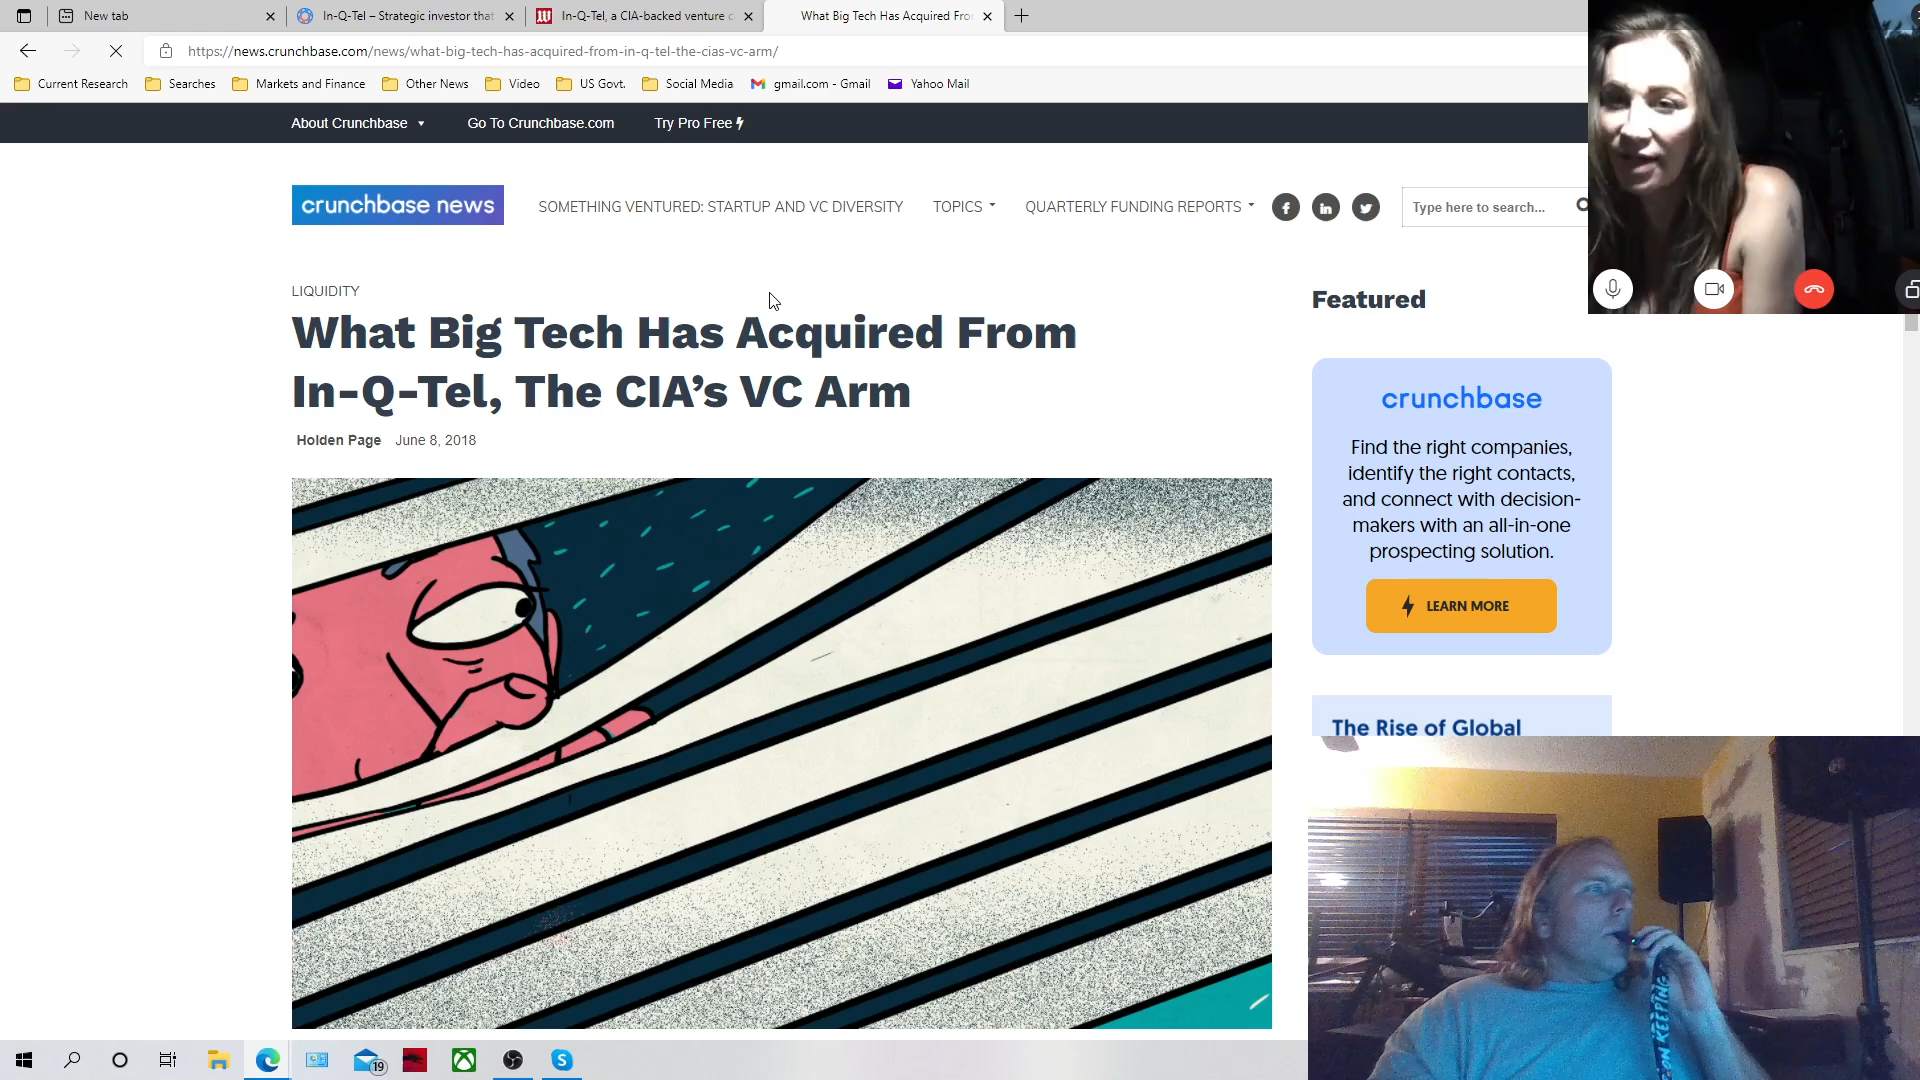 New tab
In-Q-Tel – Strategic investor that
In-Q-Tel, a CIA-backed venture c
What Big Tech Has Acquired Fro
https://news.crunchbase.com/news/what-big-tech-has-acquired-from-in-q-tel-the-cias-vc-arm/
Current Research
Searches
Markets and Finance
Other News
Video
US Govt.
Social Media
gmail.com - Gmail
Yahoo Mail
About Crunchbase
Go To Crunchbase.com
Try Pro Free
crunchbase news
SOMETHING VENTURED: STARTUP AND VC DIVERSITY
TOPICS
QUARTERLY FUNDING REPORTS
Type here to search...
LIQUIDITY
What Big Tech Has Acquired From
In-Q-Tel, The CIA’s VC Arm
Holden Page June 8, 2018
Featured
crunchbase
Find the right companies,
identify the right contacts,
and connect with decision-
makers with an all-in-one
prospecting solution.
LEARN MORE
The Rise of Global
ON KEEPING
19